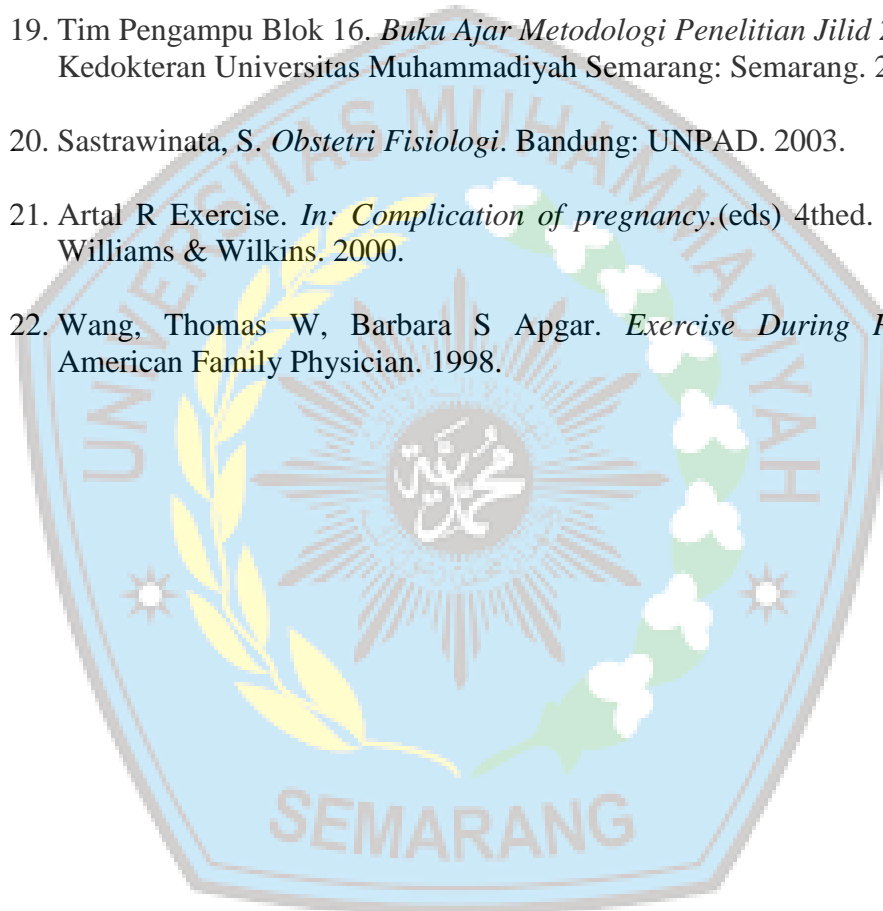 19. Tim Pengampu Blok 16. Buku Ajar Metodologi Penelitian Jilid
Kedokteran Universitas Muhammadiyah Semarang: Semarang.
20. Sastrawinata, S. Obstetri Fisiologi. Bandung: UNPAD. 2003.
21. Artal R Exercise. In: Complication of pregnancy.(eds) 4thed.
Williams & Wilkins. 2000.
22. Wang, Thomas W, Barbara S Apgar. Exercise During
American Family Physician. 1998.
UNIVERSITAS MUHAMMADIYAH
محمدية
SEMARANG